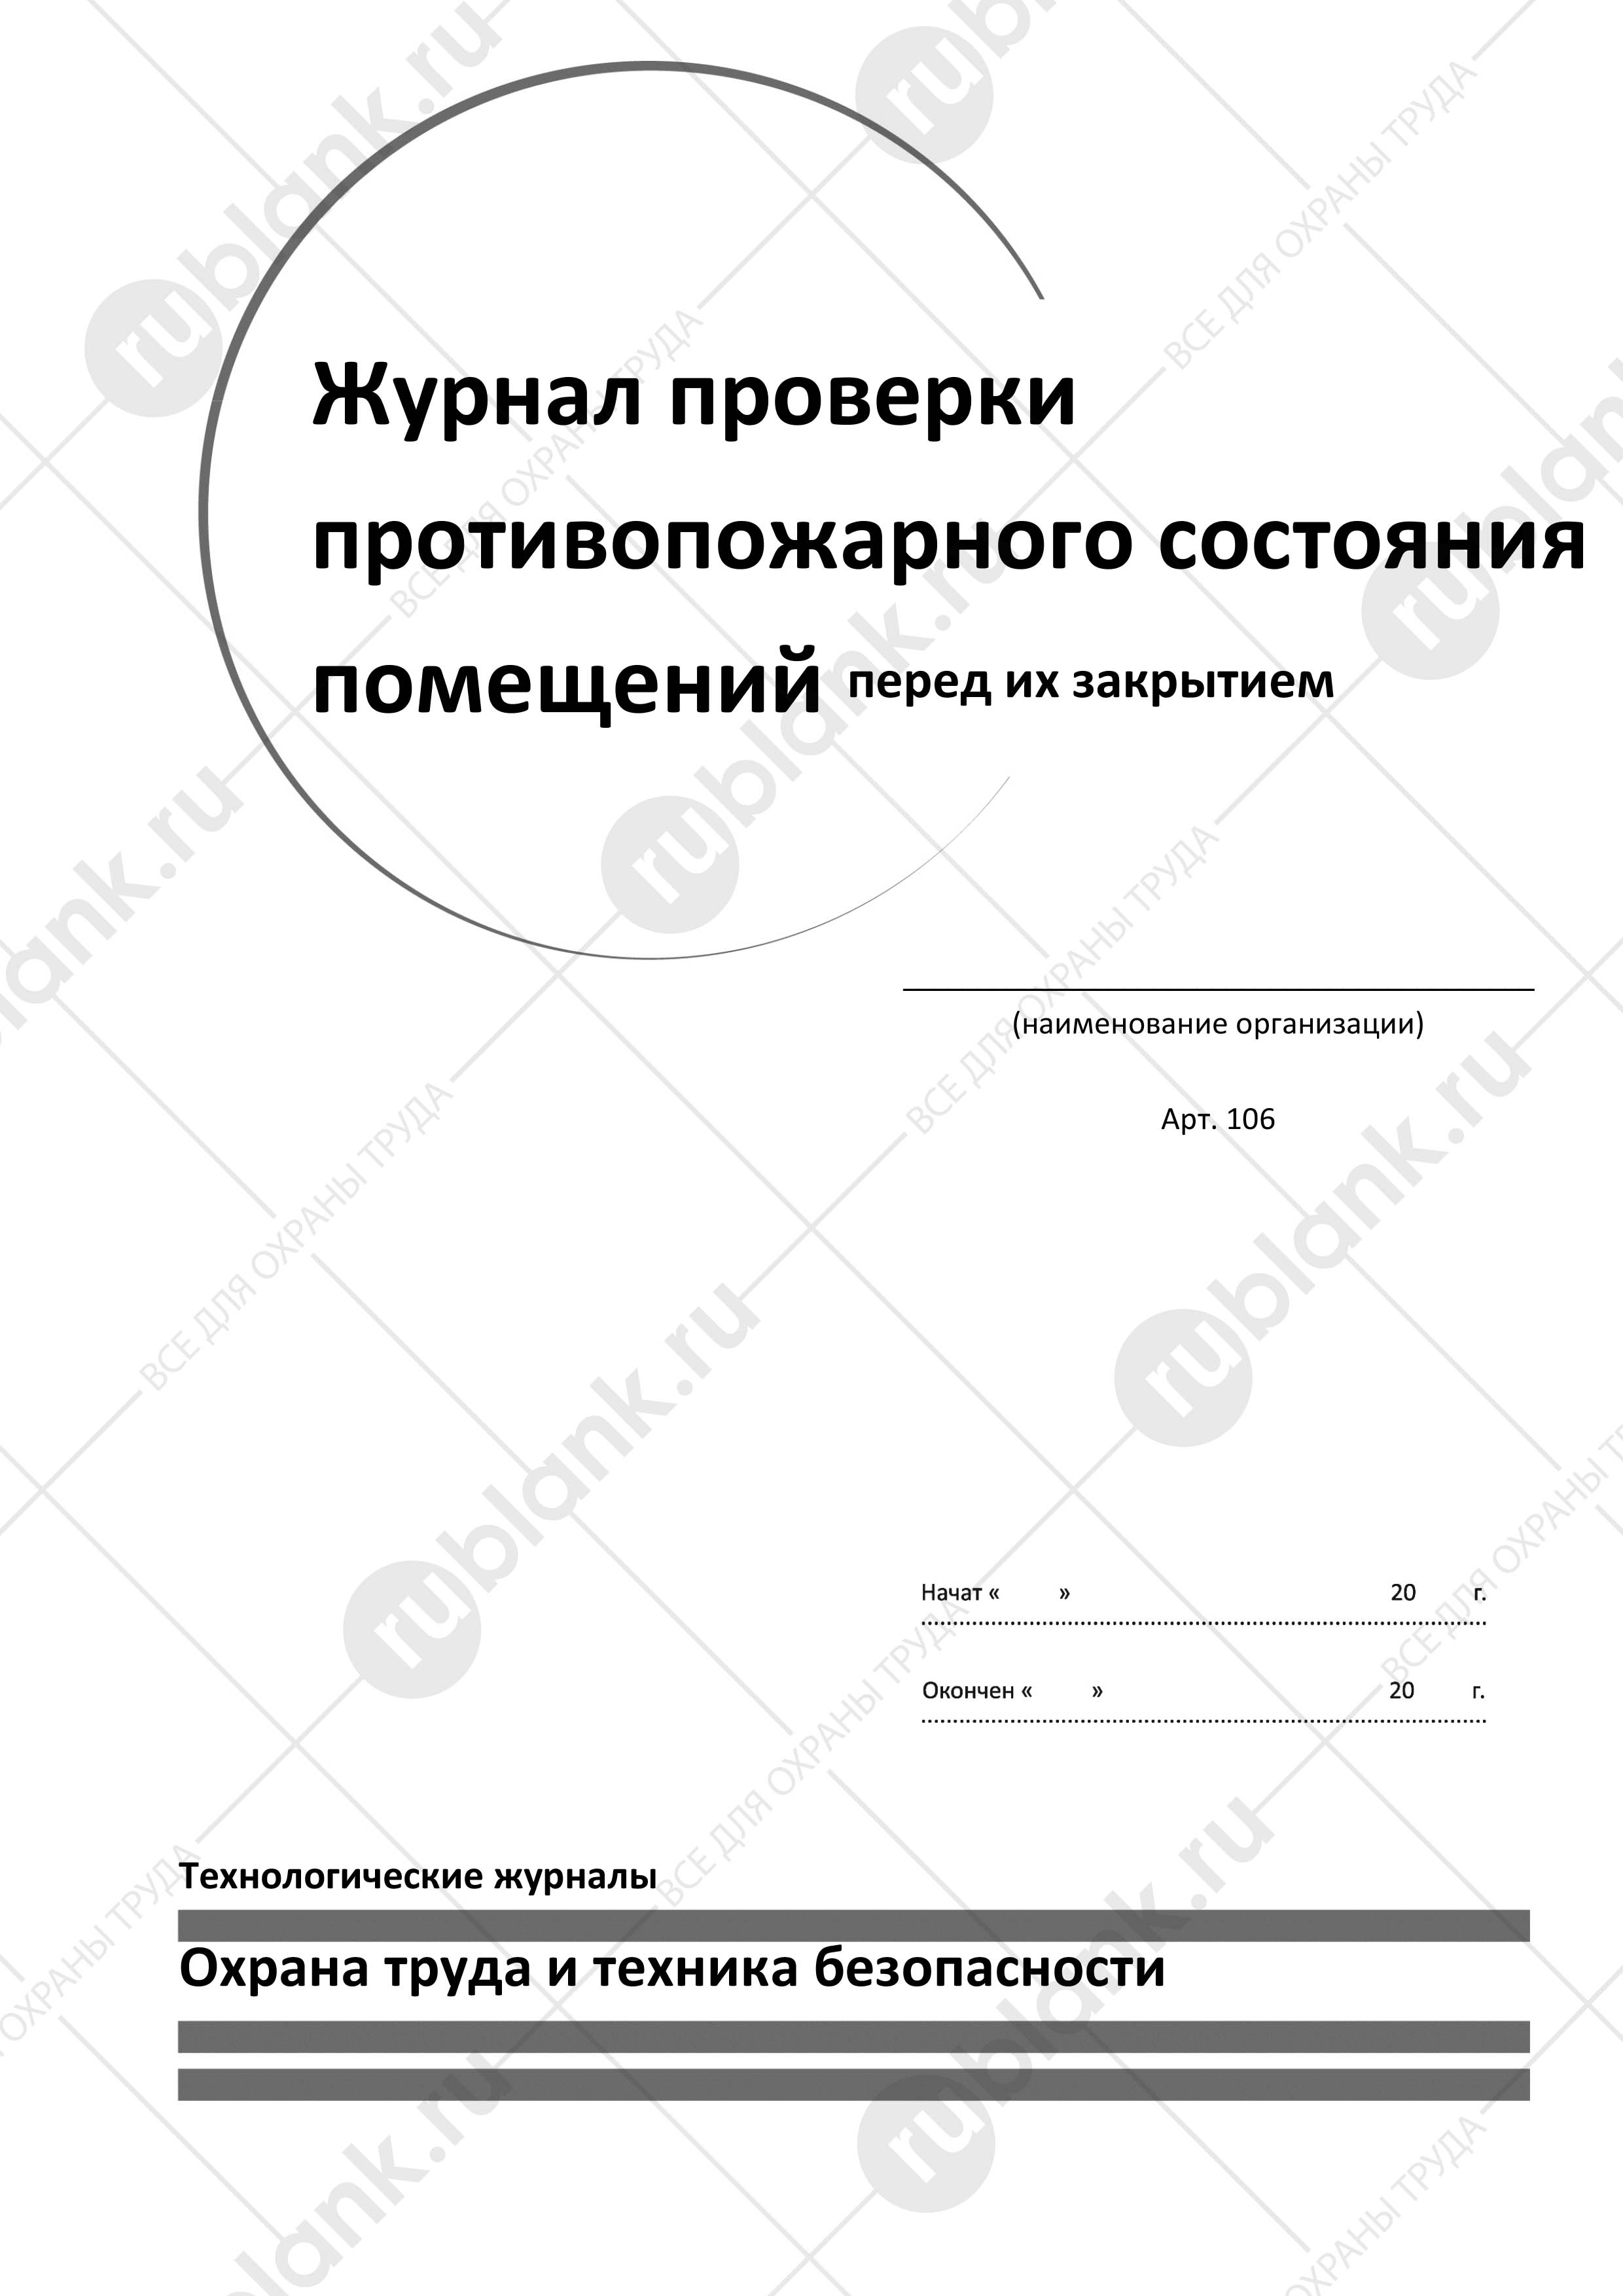 Журнал проверки
противопожарного состояния
помещений перед их закрытием
(наименование организации)
Арт. 106
Начат « » 20 г.
Окончен « » 20 г.
Технологические журналы
Охрана труда и техника безопасности
rublank.ru
ВСЕ ДЛЯ ОХРАНЫ ТРУДА